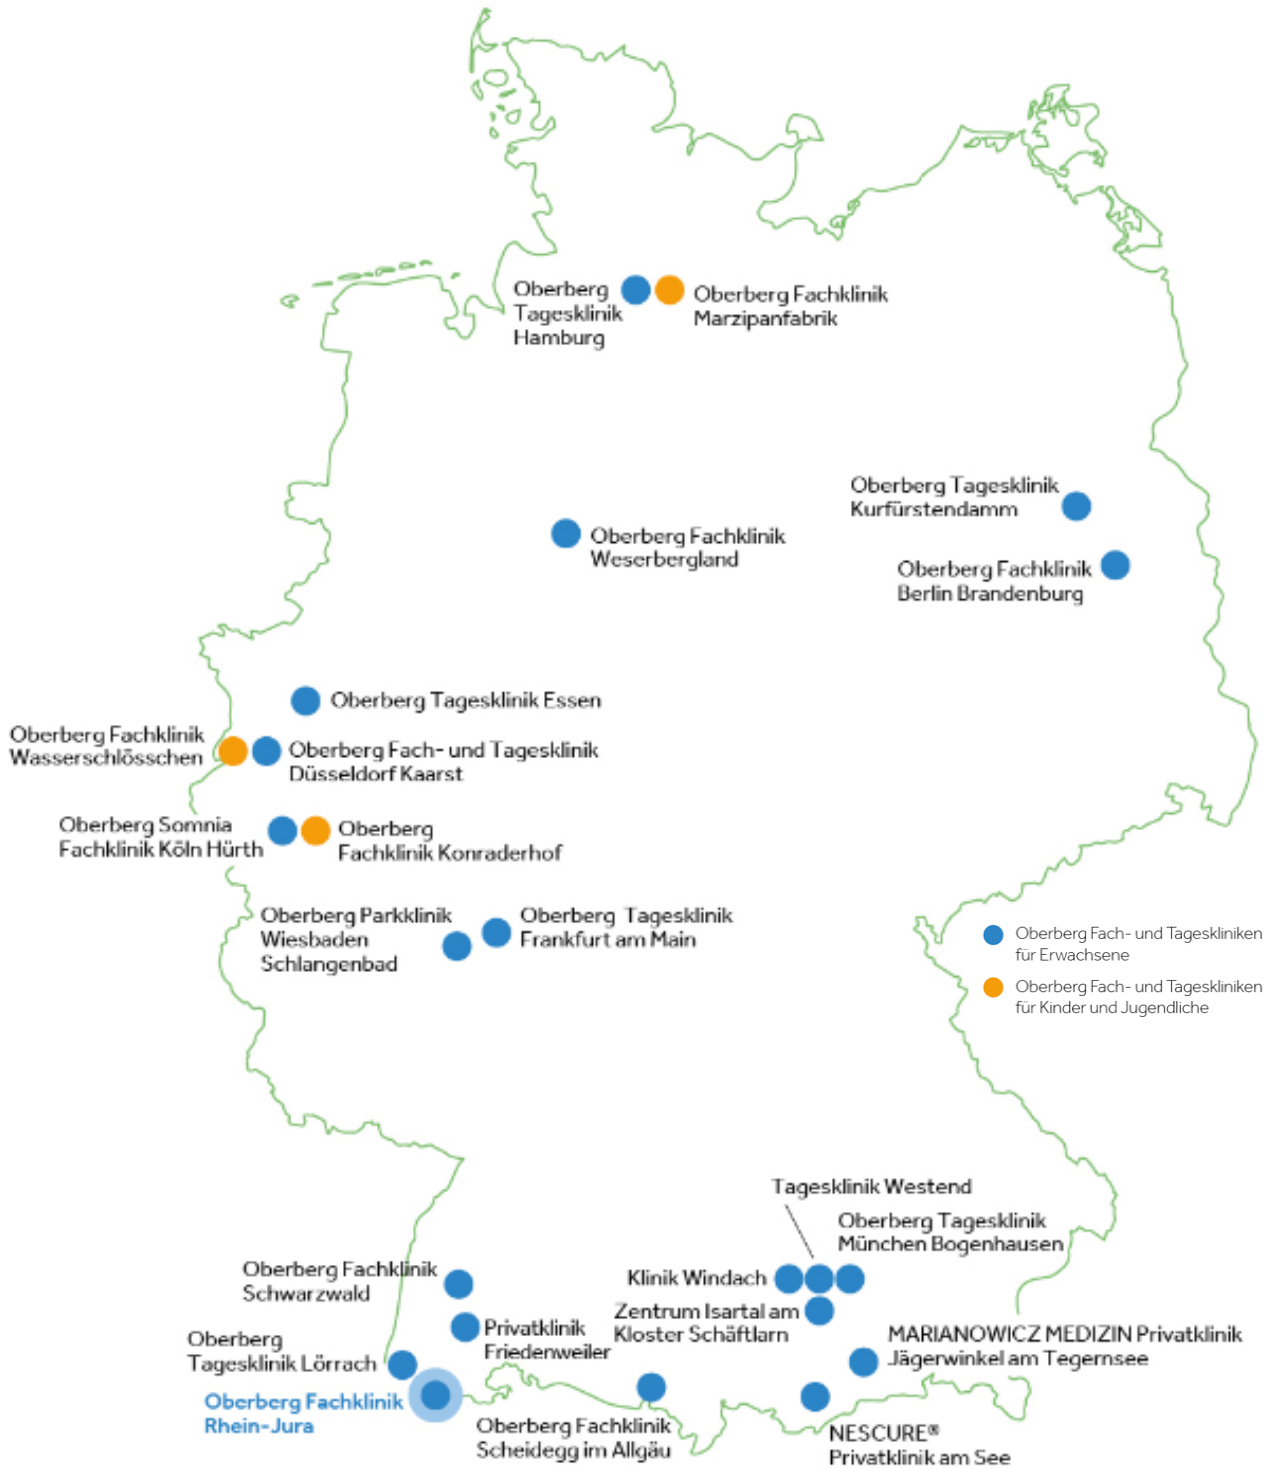 Oberberg
Tagesklinik
Hamburg
Oberberg Fachklinik
Marzipanfabrik
Oberberg Tagesklinik
Kurfürstendamm
Oberberg Fachklinik
Weserbergland
Oberberg Fachklinik
Berlin Brandenburg
Oberberg Tagesklinik Essen
Oberberg Fachklinik
Wasserschlösschen
Oberberg Fach- und Tagesklinik
Düsseldorf Kaarst
Oberberg Somnia
Fachklinik Köln Hürth
Oberberg
Fachklinik Konraderhof
Oberberg Parkklinik
Wiesbaden
Schlangenbad
Oberberg Tagesklinik
Frankfurt am Main
Oberberg Fach- und Tageskliniken
für Erwachsene
Oberberg Fach- und Tageskliniken
für Kinder und Jugendliche
Tagesklinik Westend
Oberberg Tagesklinik
München Bogenhausen
Oberberg Fachklinik
Schwarzwald
Klinik Windach
Zentrum Isartal am
Kloster Schäftlarn
Privatklinik
Friedenweiler
Oberberg
Tagesklinik Lörrach
MARIANOWICZ MEDIZIN Privatklinik
Jägerwinkel am Tegernsee
Oberberg Fachklinik
Rhein-Jura
Oberberg Fachklinik
Scheidegg im Allgäu
NESCURE®
Privatklinik am See